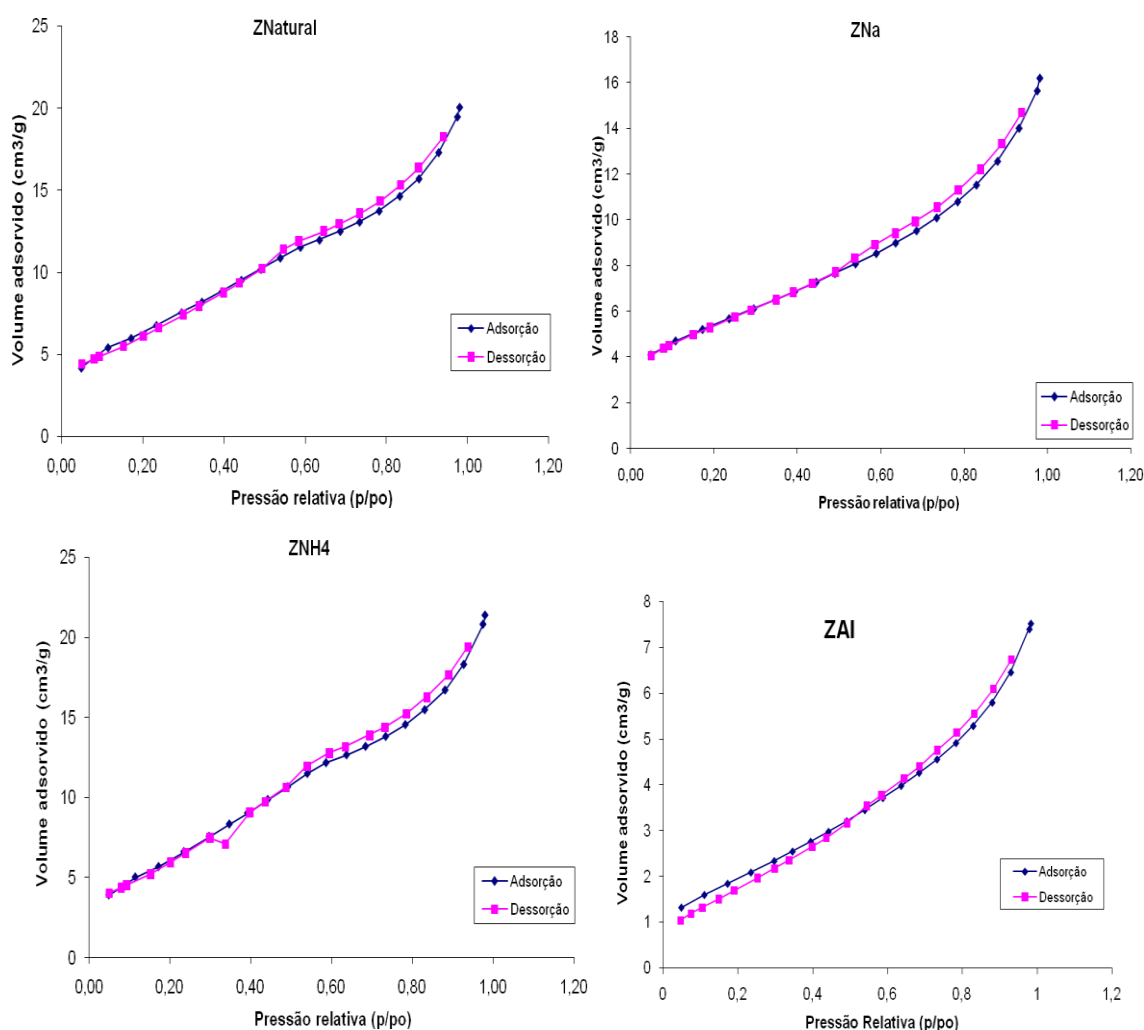 ZNatural
Volume adsorvido (cm3/g)
25
20
15
10
5
0
0,00 0,20 0,40 0,60 0,80 1,00 1,20
Pressão relativa (p/po)
Adsorção
Dessorção
ZNa
Volume adsorvido (cm3/g)
18
16
14
12
10
8
6
4
2
0
0,00 0,20 0,40 0,60 0,80 1,00 1,20
Pressão relativa (p/po)
Adsorção
Dessorção
ZNH4
Volume adsorvido (cm3/g)
25
20
15
10
5
0
0,00 0,20 0,40 0,60 0,80 1,00 1,20
Pressão relativa (p/po)
Adsorção
Dessorção
ZAl
Volume adsorvido (cm3/g)
8
7
6
5
4
3
2
1
0
0 0,2 0,4 0,6 0,8 1 1,2
Pressão Relativa (p/po)
Adsorção
Dessorção